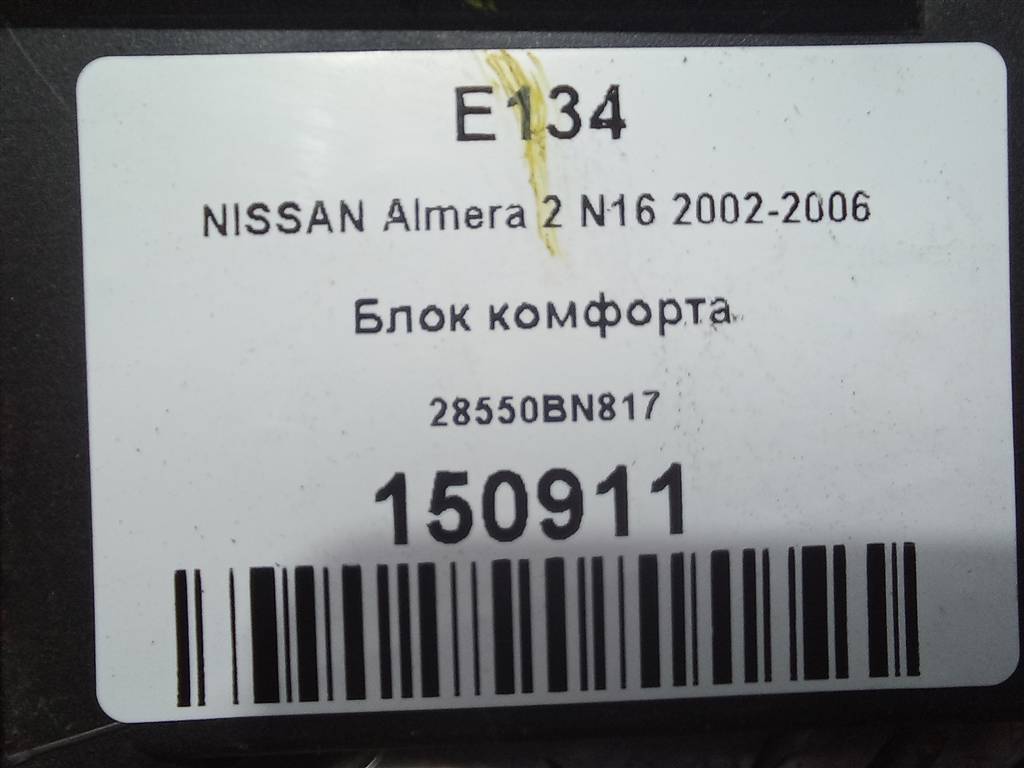 E134
NISSAN Almera 2 N16 2002-2006
Блок комфорта
28550BN817
150911